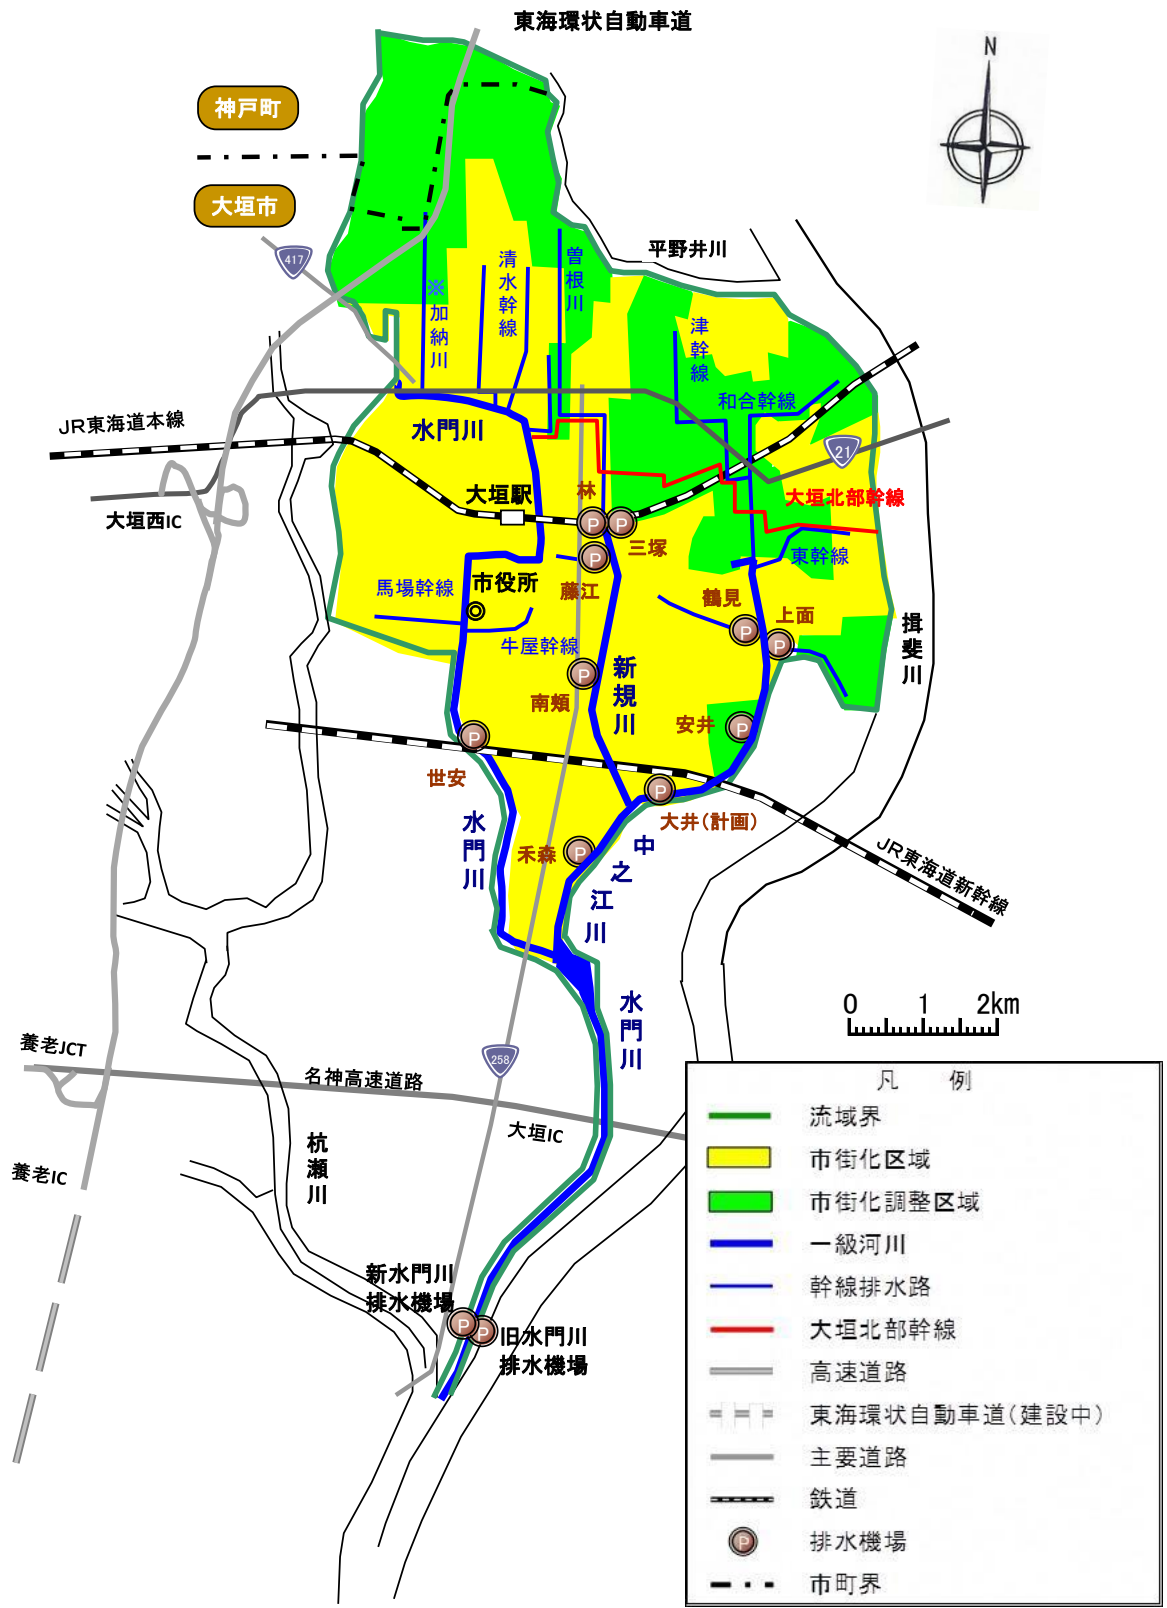 東海環状自動車道
N
神戸町
大垣市
417
平野井川
清水幹線
曽根川
※加納川
津幹線
和合幹線
JR東海道本線
水門川
21
大垣駅
林
大垣北部幹線
大垣西IC
三塚
東幹線
P
P
P
藤江
馬場幹線
市役所
鶴見
上面
P
P
揖斐川
牛屋幹線
新規川
P
南頬
安井
P
P
世安
P
大井(計画)
水門川
禾森
P
中之江川
JR東海道新幹線
水門川
0 1 2km
養老JCT
258
名神高速道路
大垣IC
杭瀬川
養老IC
新水門川
排水機場
P
P
旧水門川
排水機場
凡 例
流域界
市街化区域
市街化調整区域
一級河川
幹線排水路
大垣北部幹線
高速道路
東海環状自動車道(建設中)
主要道路
鉄道
P
排水機場
市町界